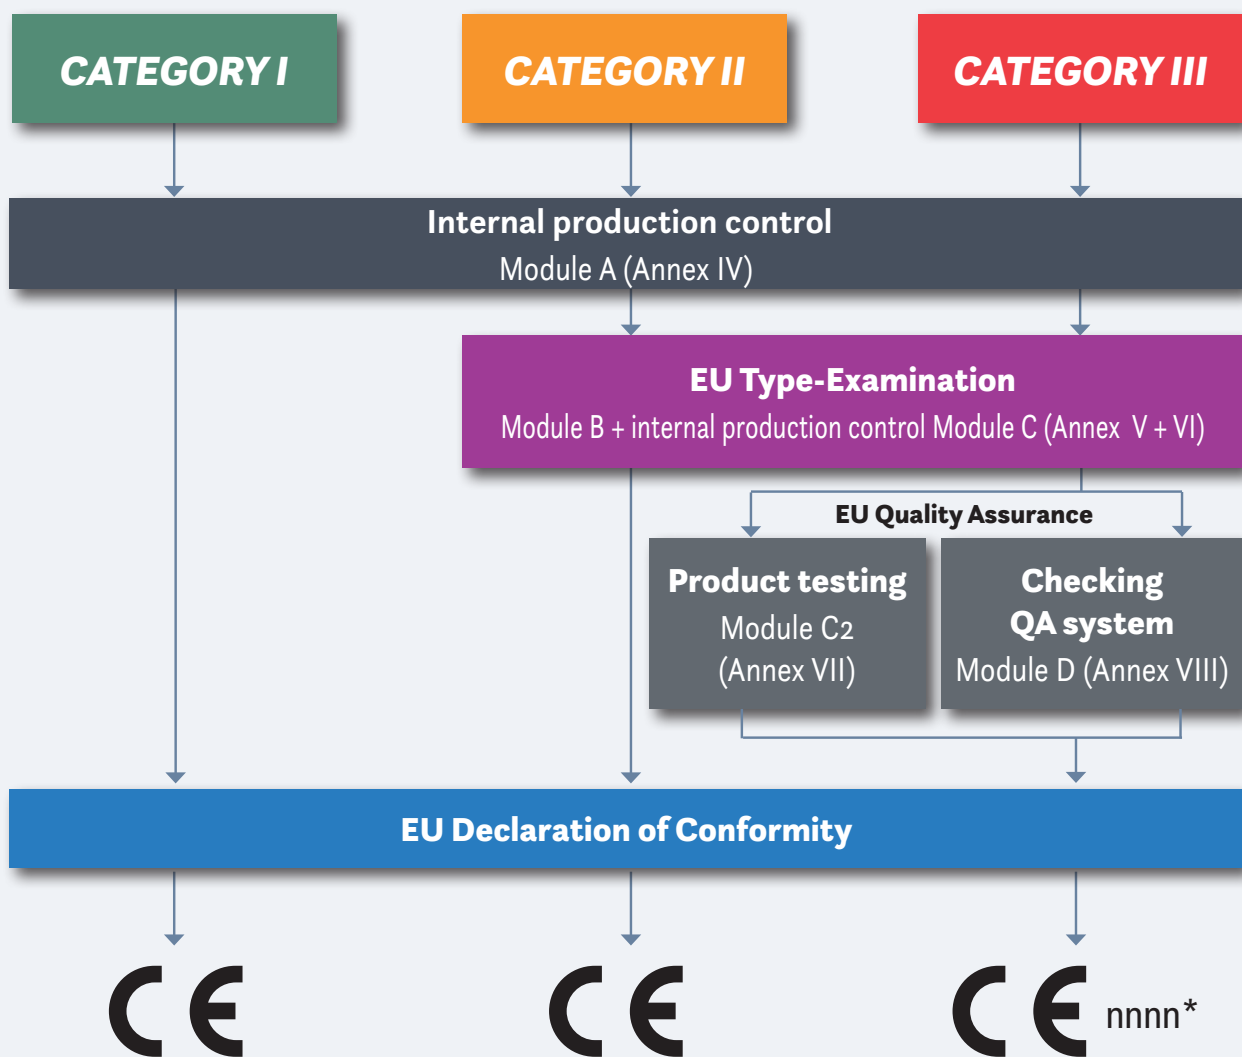 CATEGORY I
CATEGORY II
CATEGORY III
Internal production control
Module A (Annex IV)
EU Type-Examination
Module B + internal production control Module C (Annex V + VI)
EU Quality Assurance
Product testing
Module C2
(Annex VII)
Checking
QA system
Module D (Annex VIII)
EU Declaration of Conformity
CE
CE
CE nnnn*